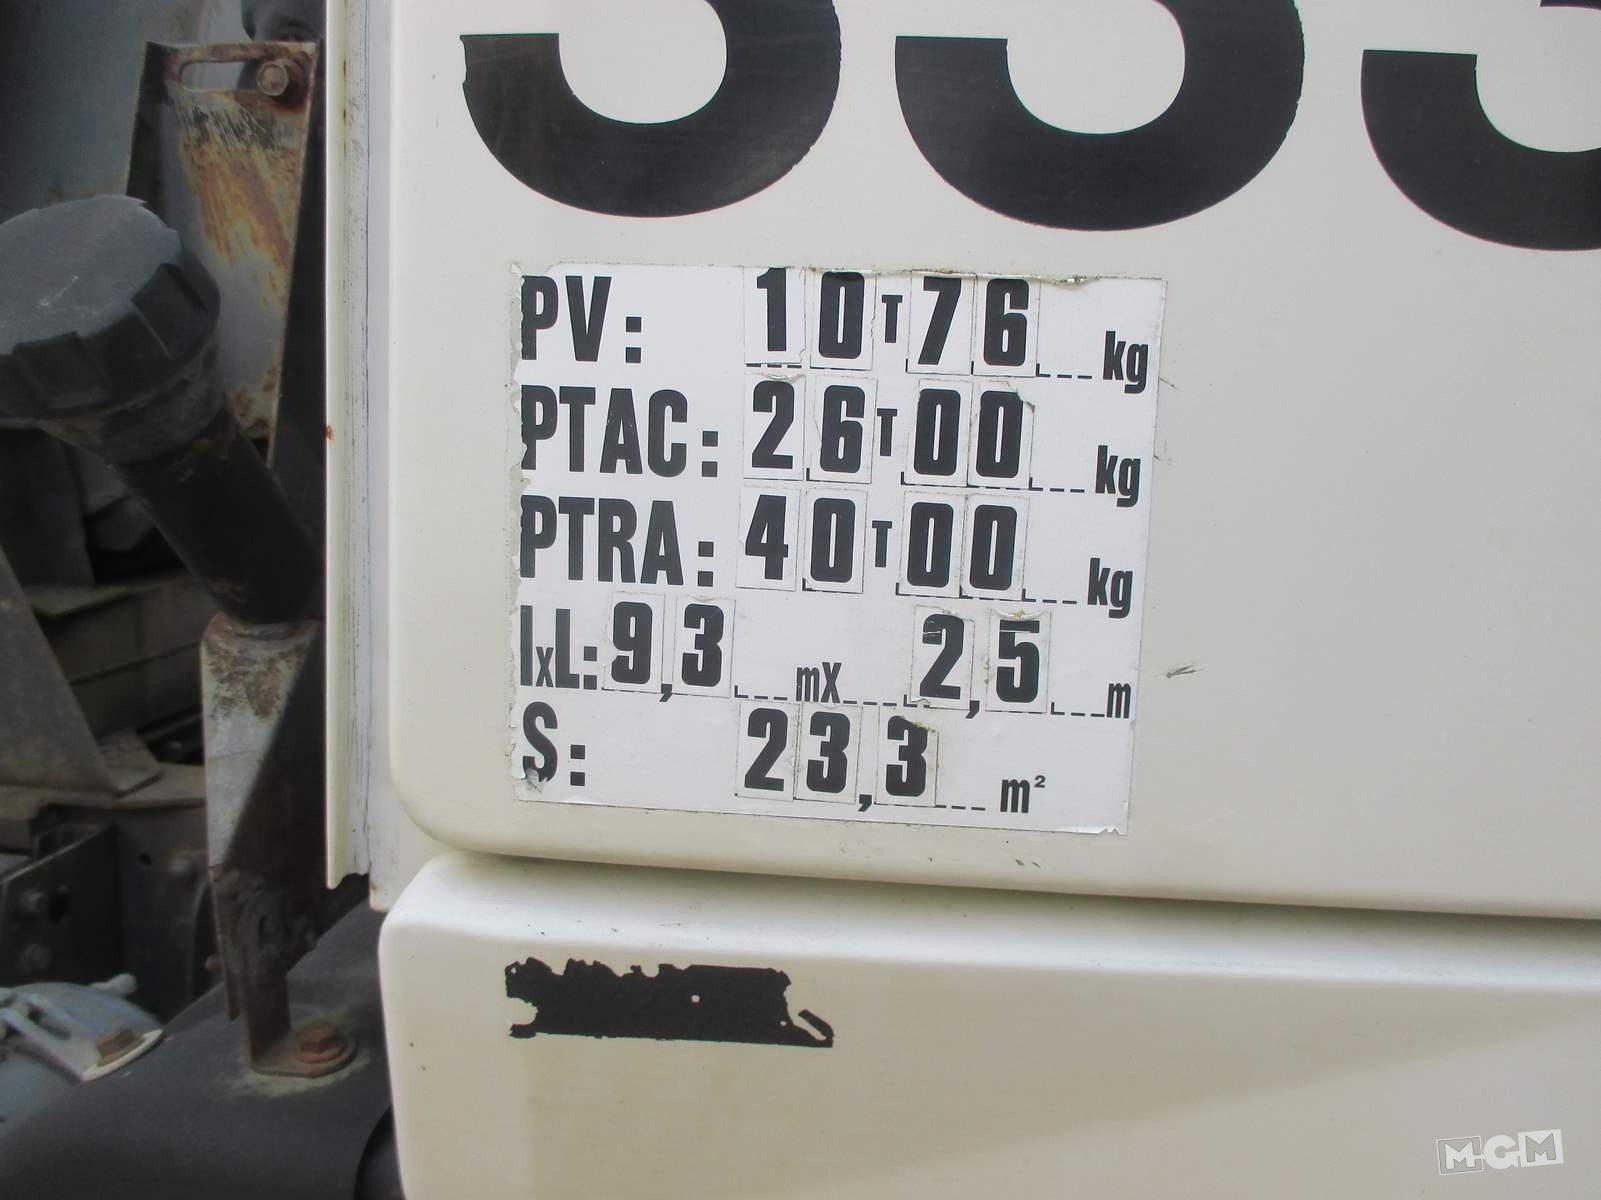 333
PV: 10T76 kg
PTAC: 26T00 kg
PTRA: 40T00 kg
lxL: 9,3 mX 2,5 m
S: 23,3 m²
MGM